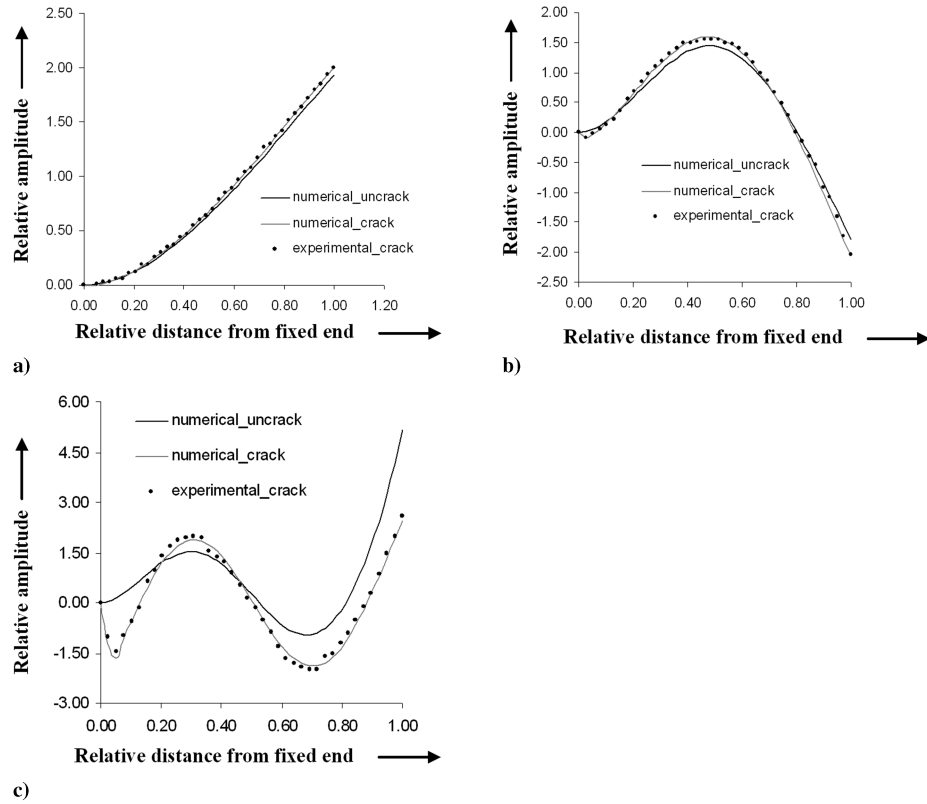 2.50
2.00
1.50
1.00
0.50
0.00
Relative amplitude
numerical_uncrack
numerical_crack
experimental_crack
0.00 0.20 0.40 0.60 0.80 1.00 1.20
Relative distance from fixed end
a)
2.00
1.50
1.00
0.50
0.00
-0.50
-1.00
-1.50
-2.00
-2.50
Relative amplitude
numerical_uncrack
numerical_crack
experimental_crack
0.00 0.20 0.40 0.60 0.80 1.00
Relative distance from fixed end
b)
6.00
4.50
3.00
1.50
0.00
-1.50
-3.00
Relative amplitude
numerical_uncrack
numerical_crack
experimental_crack
0.00 0.20 0.40 0.60 0.80 1.00
Relative distance from fixed end
c)